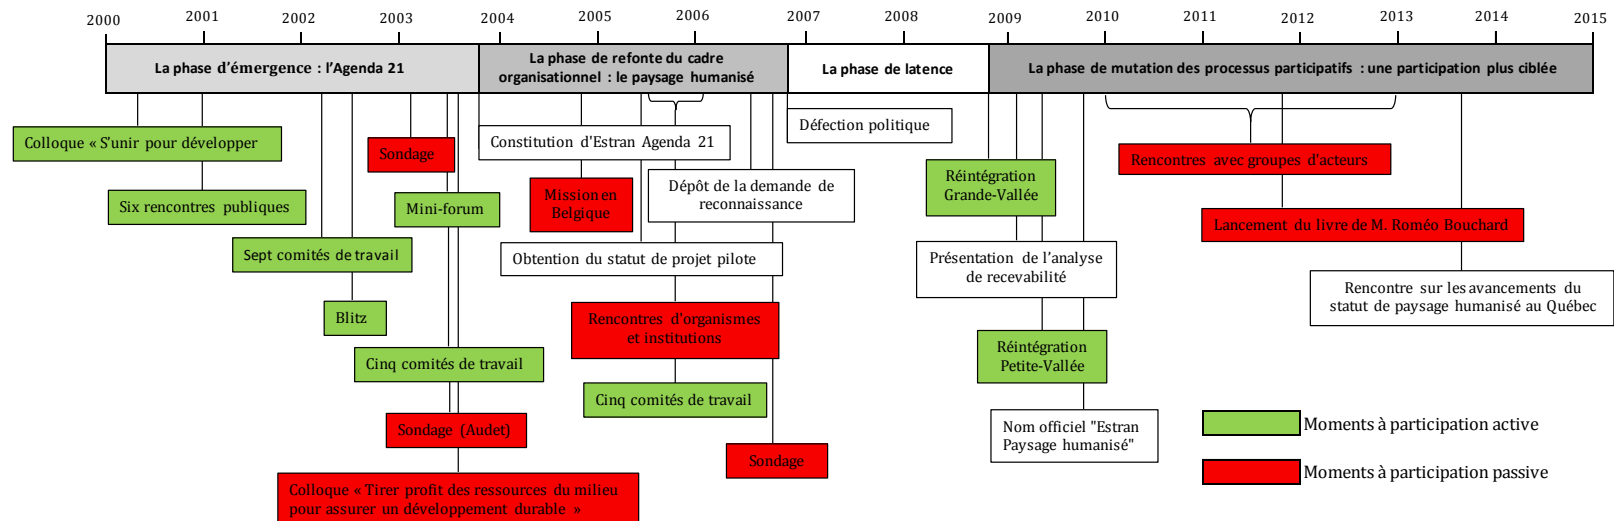 2000 2001 2002 2003 2004 2005 2006 2007 2008 2009 2010 2011 2012 2013 2014 2015
La phase d'émergence : l'Agenda 21
La phase de refonte du cadre
organisationnel : le paysage humanisé
La phase de latence
La phase de mutation des processus participatifs : une participation plus ciblée
Colloque « S'unir pour développer
Six rencontres publiques
Sept comités de travail
Blitz
Sondage
Mini-forum
Cinq comités de travail
Sondage (Audet)
Colloque « Tirer profit des ressources du milieu
pour assurer un développement durable »
Constitution d'Estran Agenda 21
Mission en
Belgique
Dépôt de la demande de
reconnaissance
Obtention du statut de projet pilote
Rencontres d'organismes
et institutions
Cinq comités de travail
Sondage
Défection politique
Réintégration
Grande-Vallée
Présentation de l'analyse
de recevabilité
Réintégration
Petite-Vallée
Nom officiel "Estran
Paysage humanisé"
Rencontres avec groupes d'acteurs
Lancement du livre de M. Roméo Bouchard
Rencontre sur les avancements du
statut de paysage humanisé au Québec
Moments à participation active
Moments à participation passive